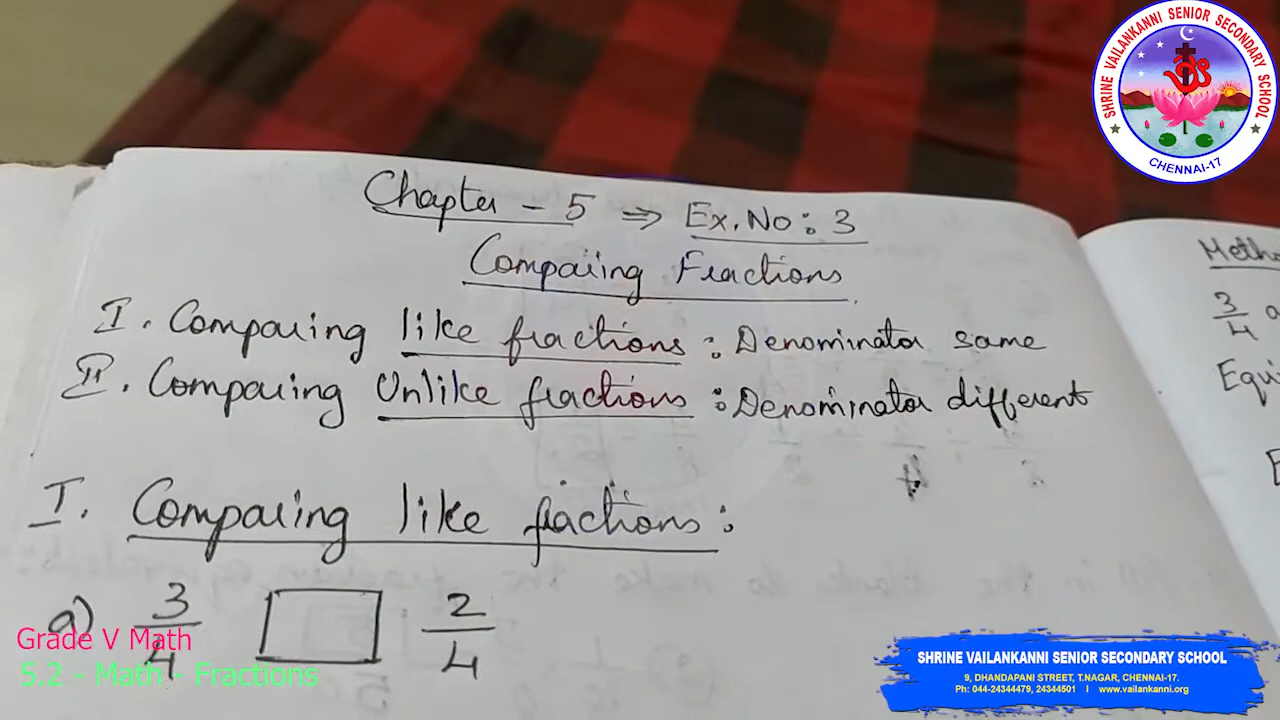 SHRINE VAILANKANNI SENIOR SECONDARY SCHOOL
CHENNAI-17
Chapter - 5 ⇒ Ex.No: 3
Comparing Fractions
I. Comparing like fractions : Denominator same
II. Comparing Unlike fractions : Denominator different
I. Comparing like fractions:
a) 3/4 □ 2/4
3/4
Grade V Math
5.2 - Math - Fractions
SHRINE VAILANKANNI SENIOR SECONDARY SCHOOL
9, DHANDAPANI STREET, T.NAGAR, CHENNAI-17.
Ph: 044-24344479, 24344501 I www.vailankanni.org